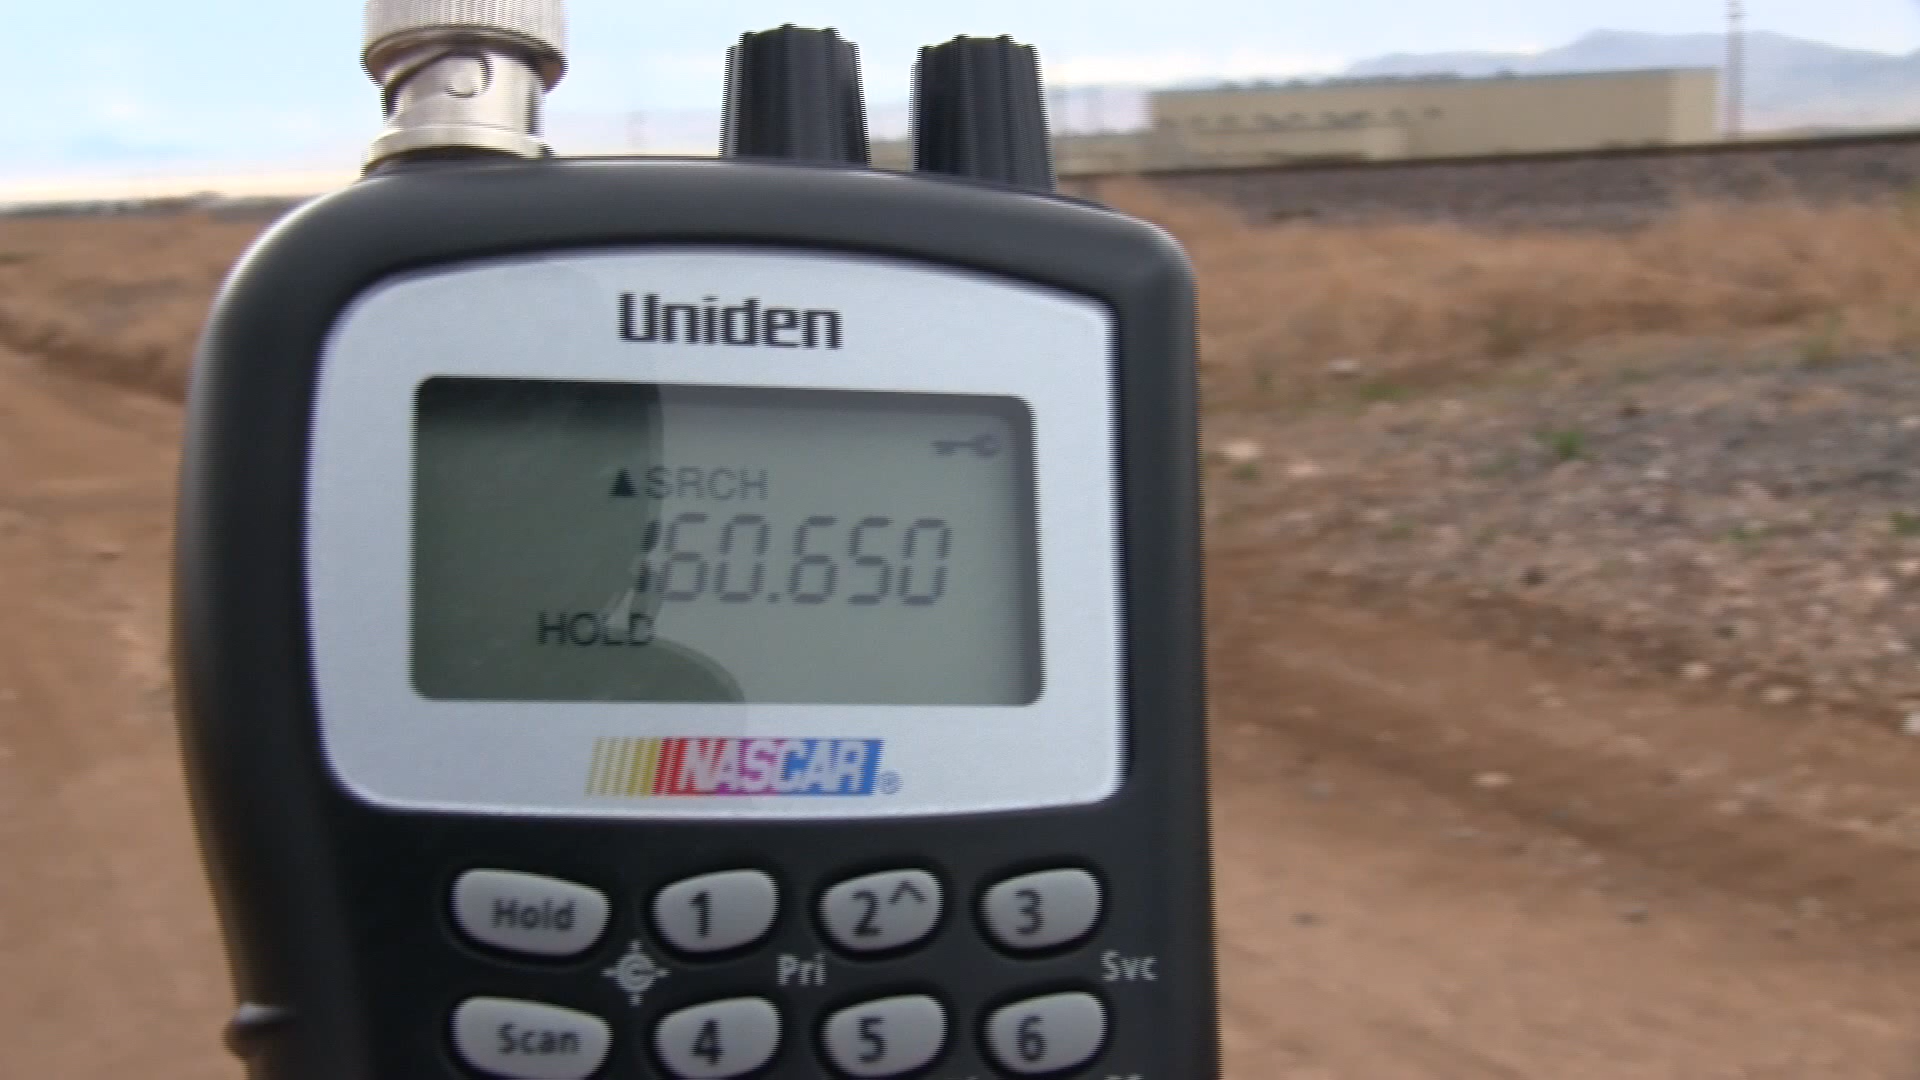 Uniden
▲SRCH
160.650
HOLD
NASCAR®
Hold 1 2^ 3
Pri Svc
Scan 4 5 6